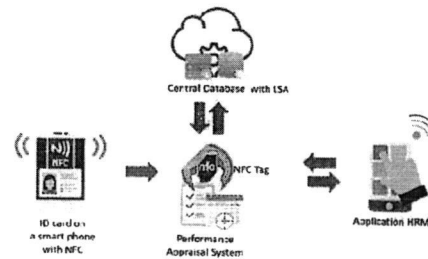 Central Database with LSA
NFC
NFC Tag
ID card on
a smart phone
with NFC
Performance
Appraisal System
Application HRM